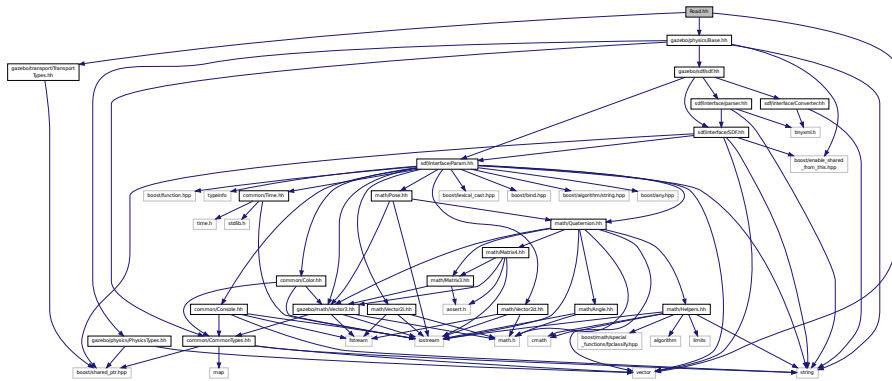 Road.hh
gazebo/physics/Base.hh
gazebo/transport/Transport
Types.hh
gazebo/sdf/sdf.hh
sdf/interface/parser.hh
sdf/interface/Converter.hh
sdf/interface/SDF.hh
tinyxml.h
boost/enable_shared
_from_this.hpp
sdf/interface/Param.hh
boost/function.hpp
typeinfo
common/Time.hh
math/Pose.hh
boost/lexical_cast.hpp
boost/bind.hpp
boost/algorithm/string.hpp
boost/any.hpp
time.h
stdlib.h
math/Quaternion.hh
math/Matrix4.hh
common/Color.hh
math/Matrix3.hh
common/Console.hh
gazebo/math/Vector3.hh
math/Vector2i.hh
assert.h
math/Vector2d.hh
math/Angle.hh
math/Helpers.hh
gazebo/physics/PhysicsTypes.hh
common/CommonTypes.hh
fstream
iostream
math.h
cmath
boost/math/special
_functions/fpclassify.hpp
algorithm
limits
boost/shared_ptr.hpp
map
vector
string